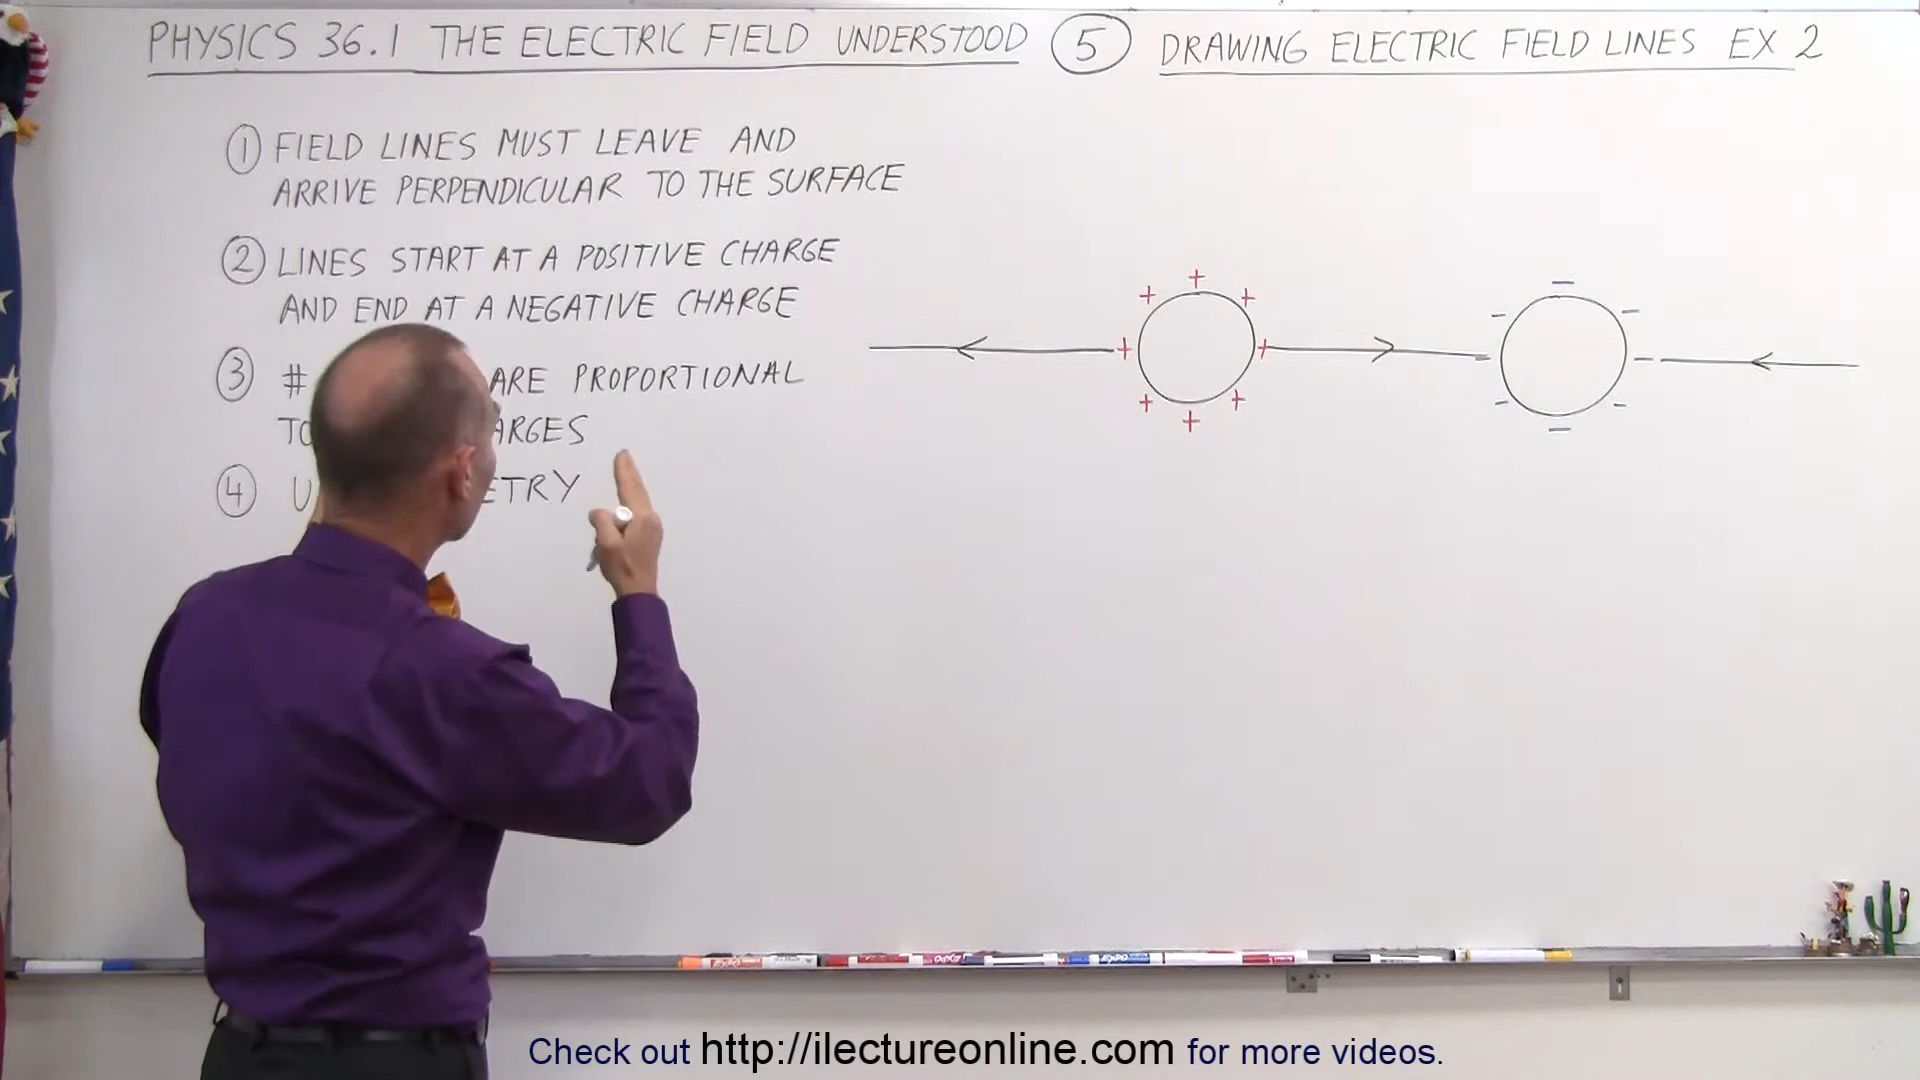 PHYSICS 36.1 THE ELECTRIC FIELD UNDERSTOOD 5 DRAWING ELECTRIC FIELD LINES EX 2
1 FIELD LINES MUST LEAVE AND
ARRIVE PERPENDICULAR TO THE SURFACE
2 LINES START AT A POSITIVE CHARGE
AND END AT A NEGATIVE CHARGE
3 # ARE PROPORTIONAL
4
EXPO
Check out http://ilectureonline.com for more videos.